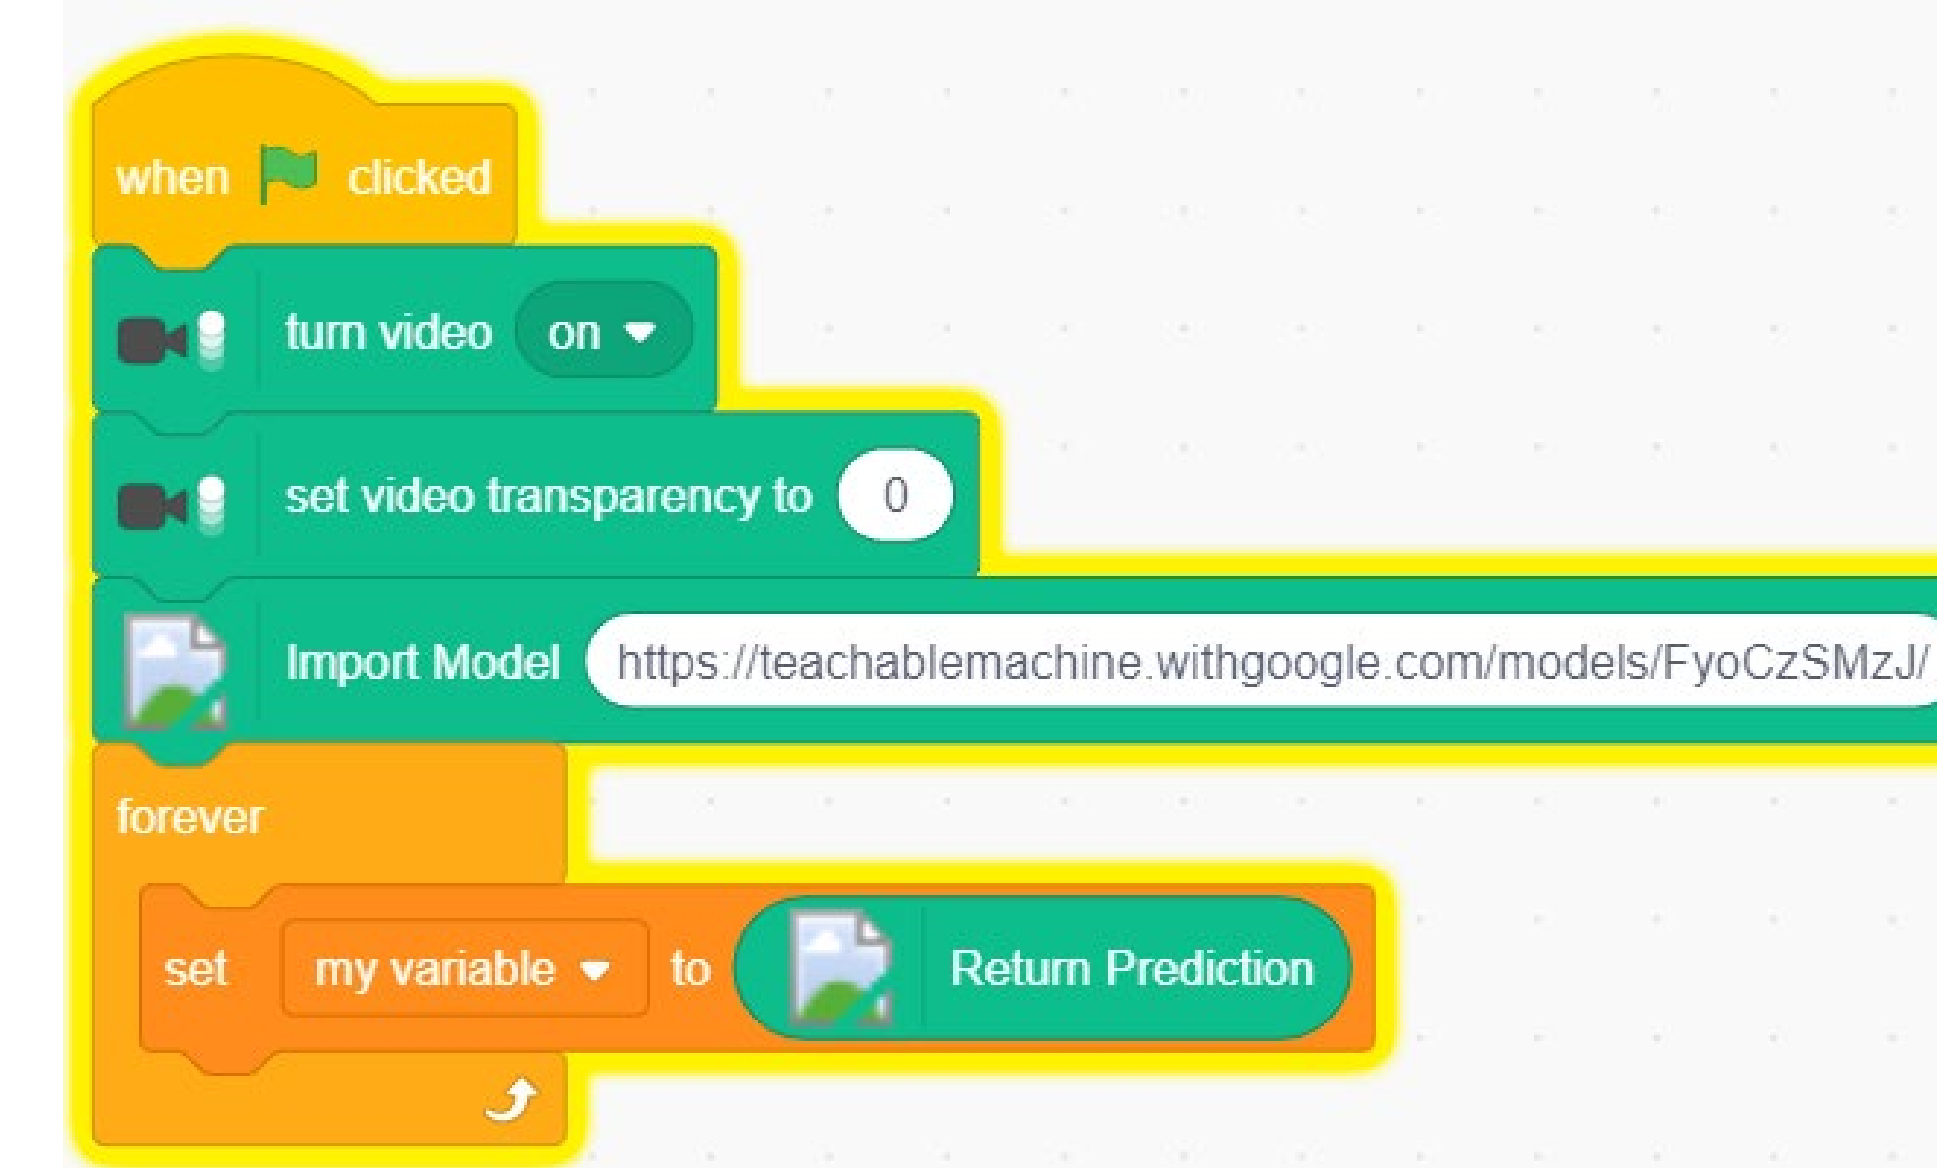 when clicked
turn video on
set video transparency to 0
Import Model https://teachablemachine.withgoogle.com/models/FyoCzSMzJ/
forever
set my variable to Return Prediction